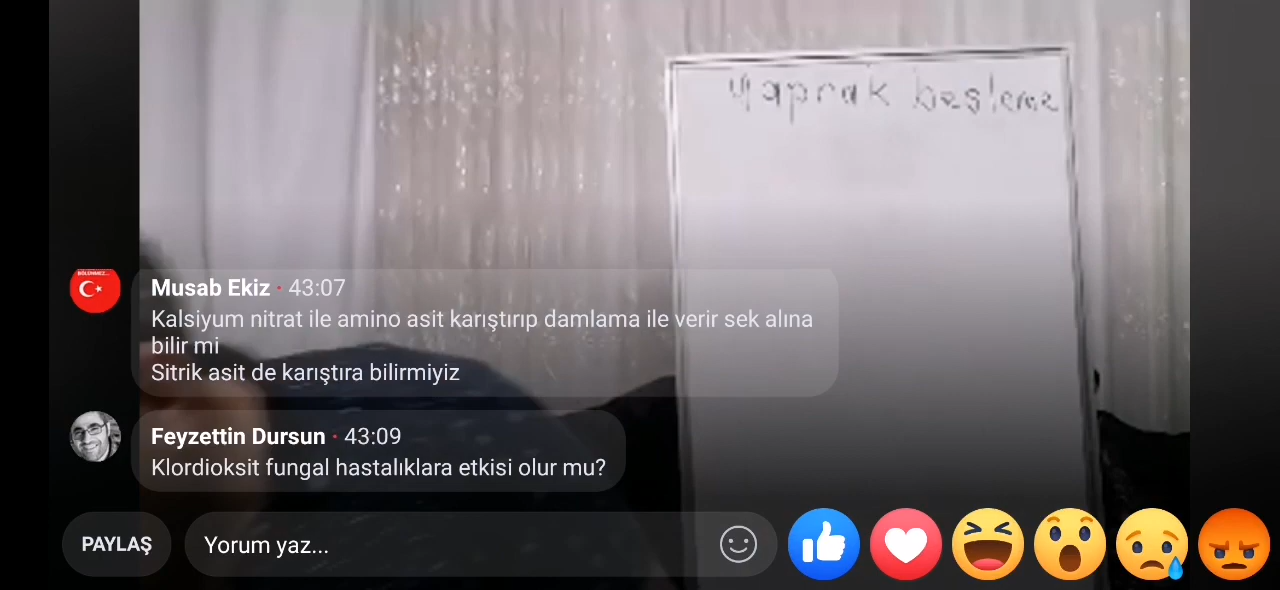 Yaprak besleme
BÖLÜNMEZ...
Musab Ekiz · 43:07
Kalsiyum nitrat ile amino asit karıştırıp damlama ile verir sek alına
bilir mi
Sitrik asit de karıştıra bilirmiyiz
Feyzettin Dursun · 43:09
Klordioksit fungal hastalıklara etkisi olur mu?
PAYLAŞ
Yorum yaz...